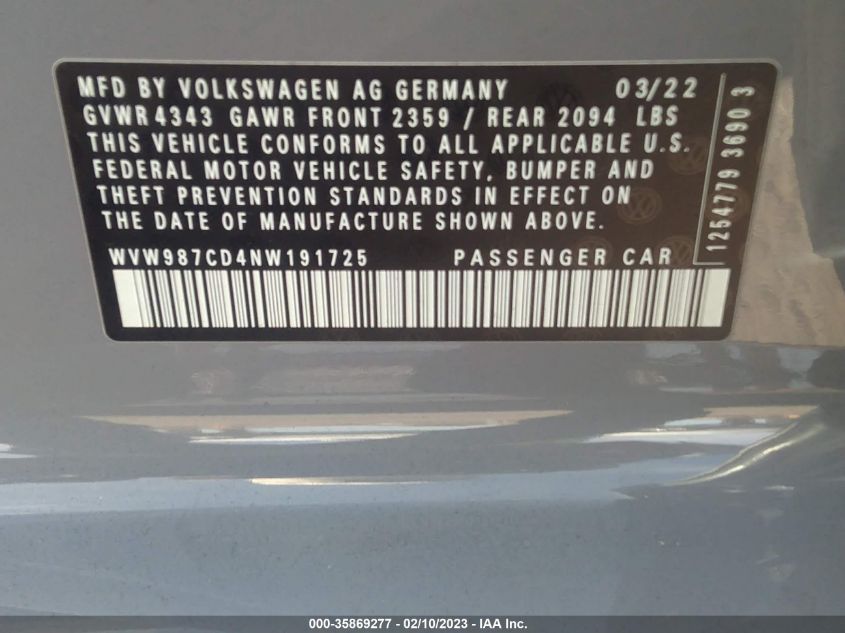 MFD BY VOLKSWAGEN AG GERMANY 03/22
GVWR 4343 GAWR FRONT 2359 / REAR 2094 LBS
THIS VEHICLE CONFORMS TO ALL APPLICABLE U.S.
FEDERAL MOTOR VEHICLE SAFETY, BUMPER AND
THEFT PREVENTION STANDARDS IN EFFECT ON
THE DATE OF MANUFACTURE SHOWN ABOVE.
WVW987CD4NW191725 PASSENGER CAR
1254779 3690 3
000-35869277 - 02/10/2023 - IAA Inc.